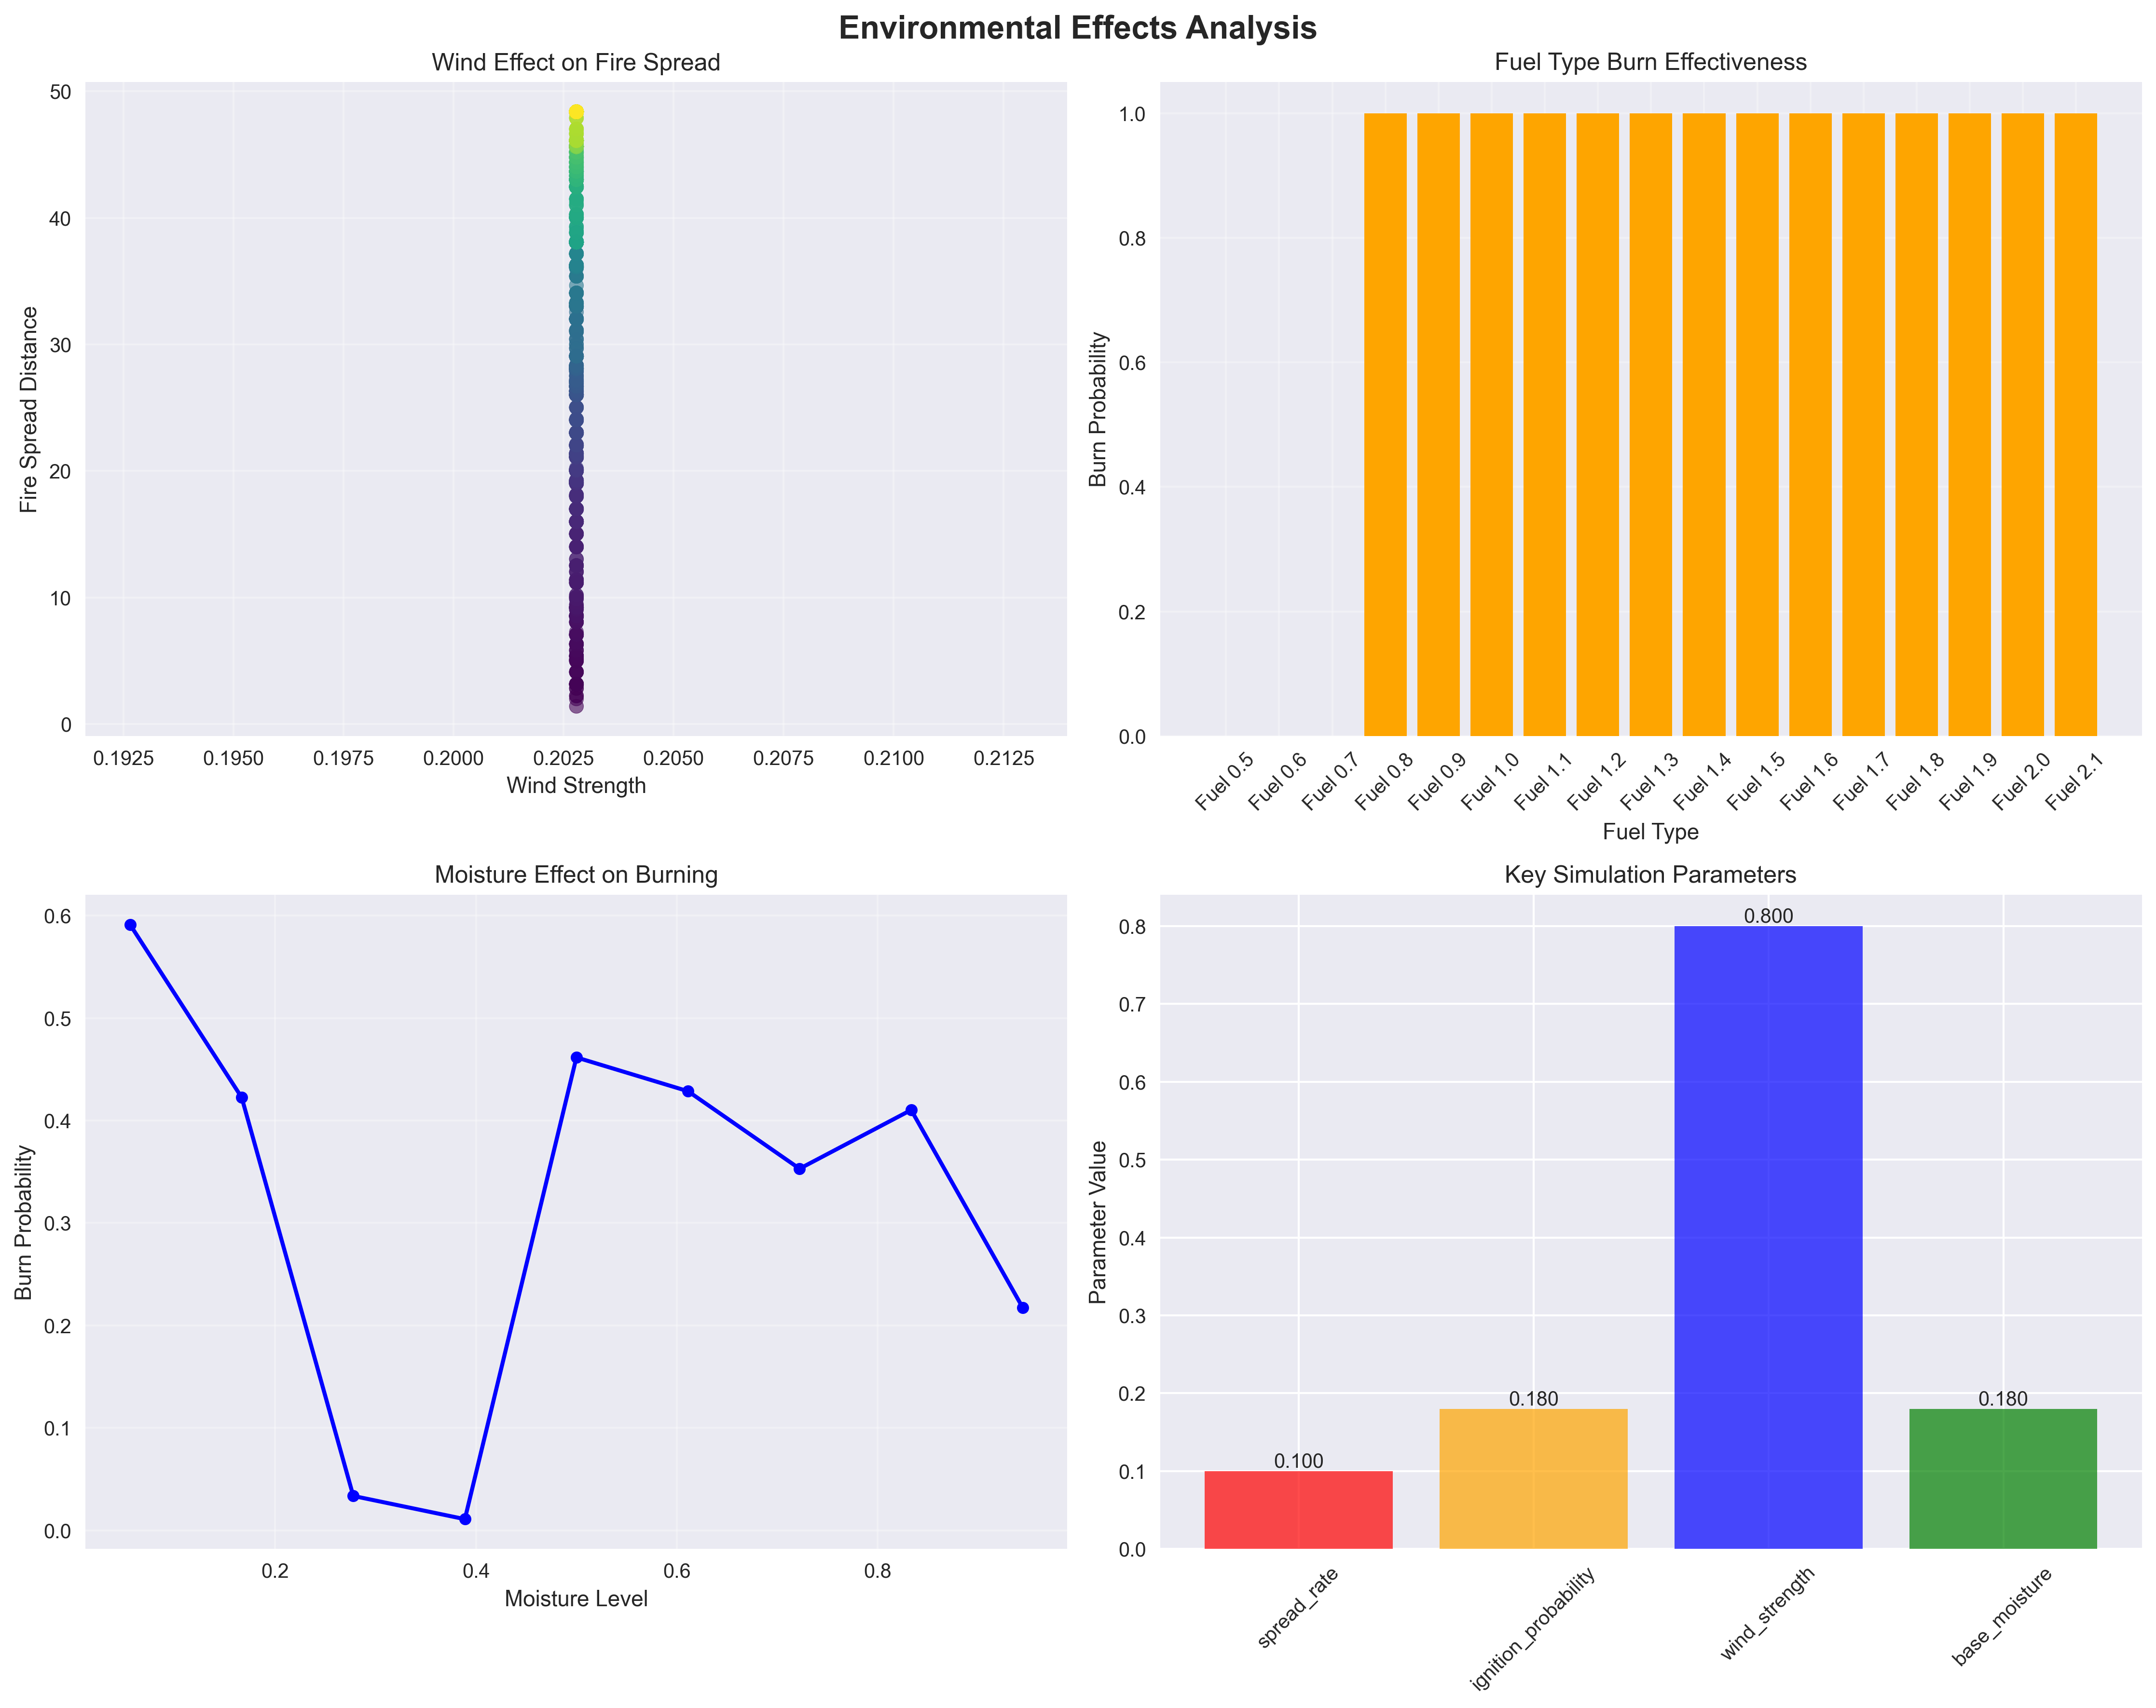 Environmental Effects Analysis
Wind Effect on Fire Spread
50
40
30
20
10
0
Fire Spread Distance
0.1925 0.1950 0.1975 0.2000 0.2025 0.2050 0.2075 0.2100 0.2125
Wind Strength
Fuel Type Burn Effectiveness
1.0
0.8
0.6
0.4
0.2
0.0
Burn Probability
Fuel 0.5 Fuel 0.6 Fuel 0.7 Fuel 0.8 Fuel 0.9 Fuel 1.0 Fuel 1.1 Fuel 1.2 Fuel 1.3 Fuel 1.4 Fuel 1.5 Fuel 1.6 Fuel 1.7 Fuel 1.8 Fuel 1.9 Fuel 2.0 Fuel 2.1
Fuel Type
Moisture Effect on Burning
0.6
0.5
0.4
0.3
0.2
0.1
0.0
Burn Probability
0.2 0.4 0.6 0.8
Moisture Level
Key Simulation Parameters
0.8
0.7
0.6
0.5
0.4
0.3
0.2
0.1
0.0
Parameter Value
0.100
0.180
0.800
0.180
spread_rate
ignition_probability
wind_strength
base_moisture